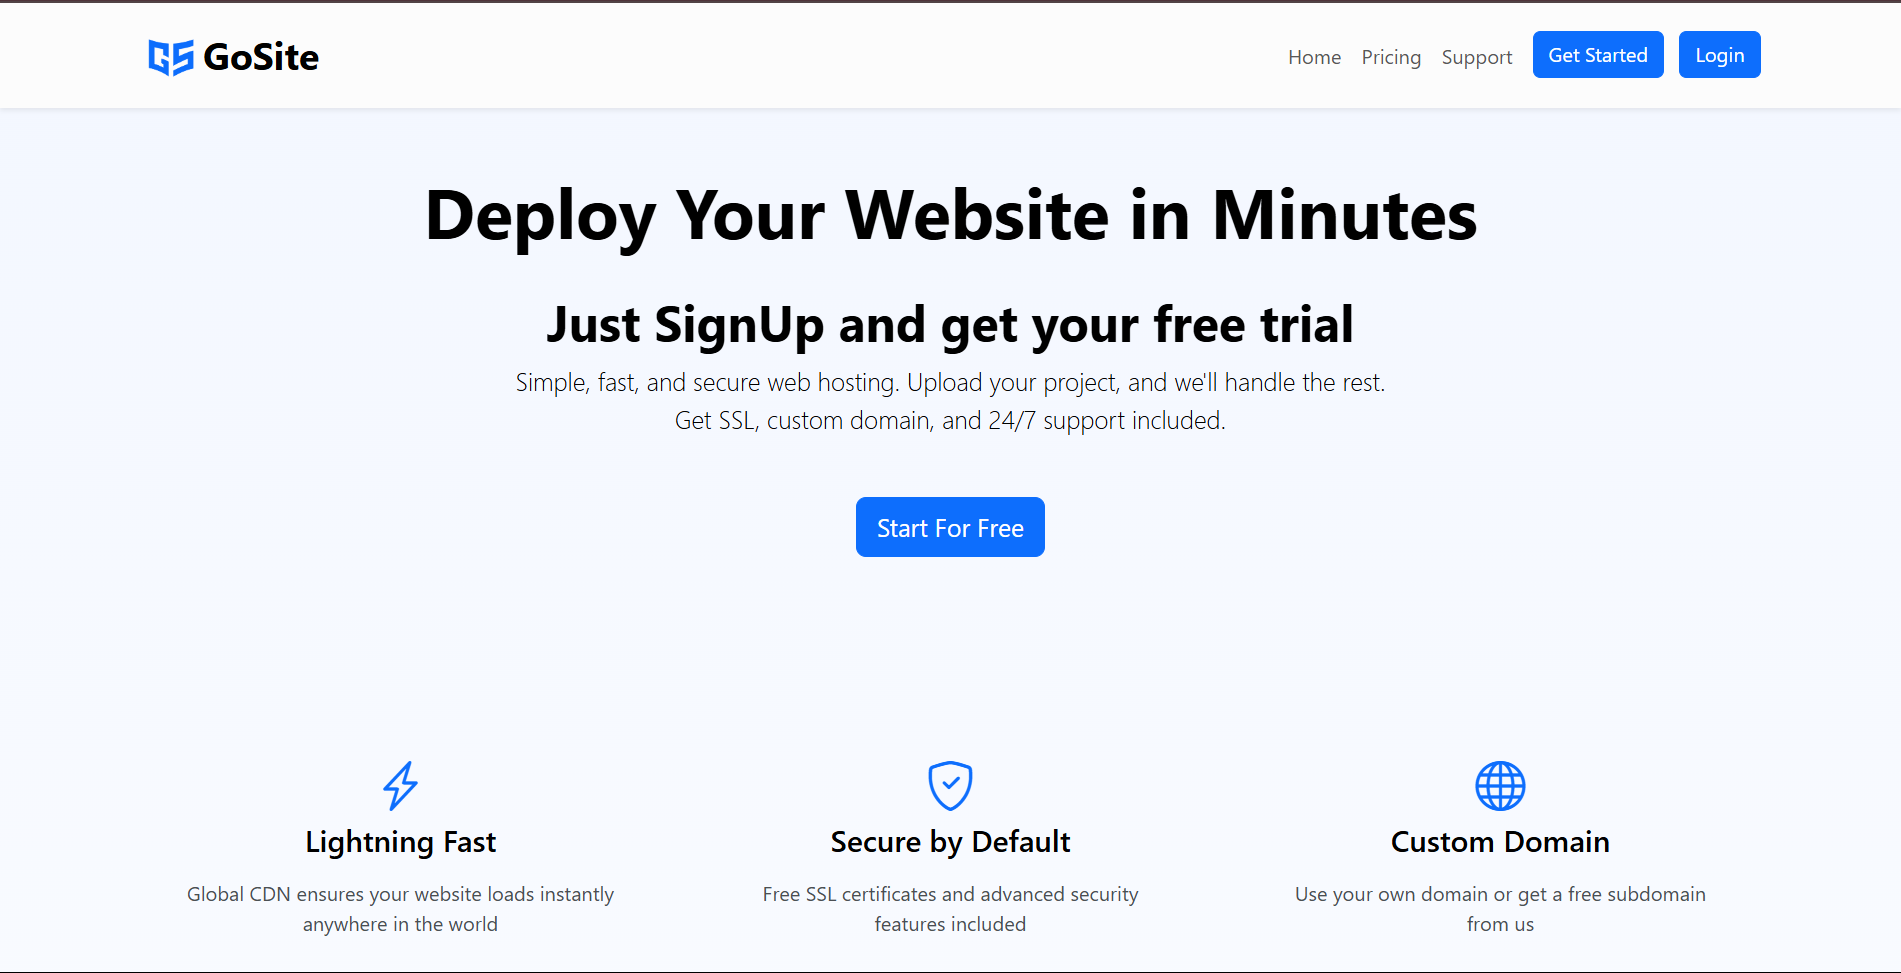 GS GoSite
Home Pricing Support Get Started Login
Deploy Your Website in Minutes
Just SignUp and get your free trial
Simple, fast, and secure web hosting. Upload your project, and we'll handle the rest.
Get SSL, custom domain, and 24/7 support included.
Start For Free
Lightning Fast
Global CDN ensures your website loads instantly
anywhere in the world
Secure by Default
Free SSL certificates and advanced security
features included
Custom Domain
Use your own domain or get a free subdomain
from us